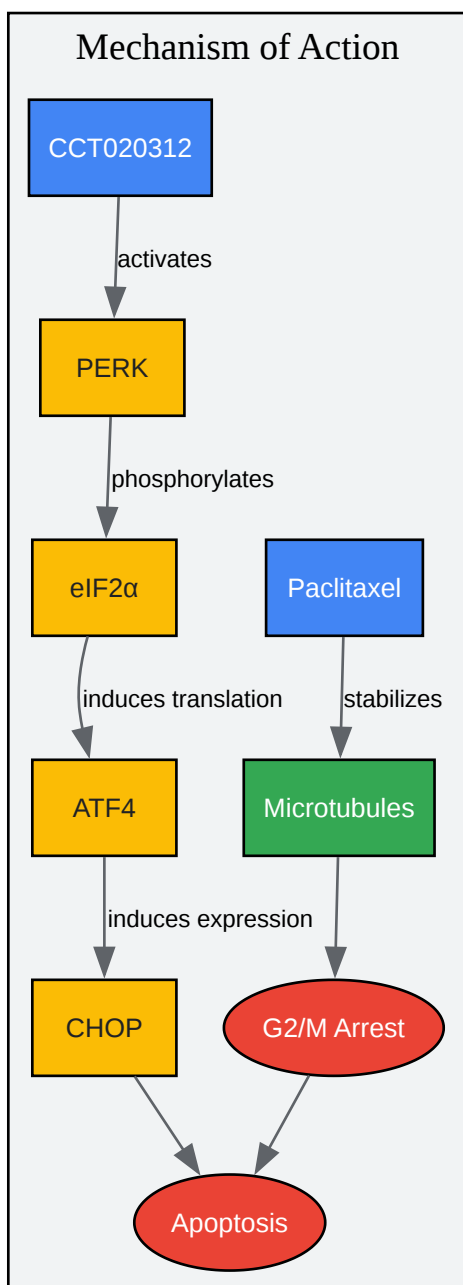 Mechanism of Action
CCT020312
activates
PERK
phosphorylates
eIF2α
Paclitaxel
induces translation
stabilizes
ATF4
Microtubules
induces expression
CHOP
G2/M Arrest
Apoptosis